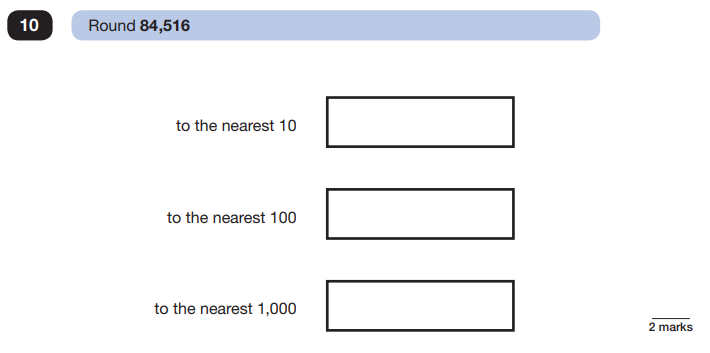 10 Round 84,516
to the nearest 10
to the nearest 100
to the nearest 1,000
2 marks